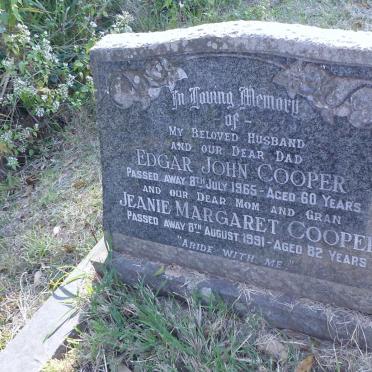 In Loving Memory
of -
My Beloved Husband
and our Dear Dad
Edgar John Cooper
Passed away 8th July 1965 - Aged 60 Years
and our Dear Mom and Gran
Jeanie Margaret Cooper
Passed away 8th August 1991 - Aged 82 Years
"Abide with me"